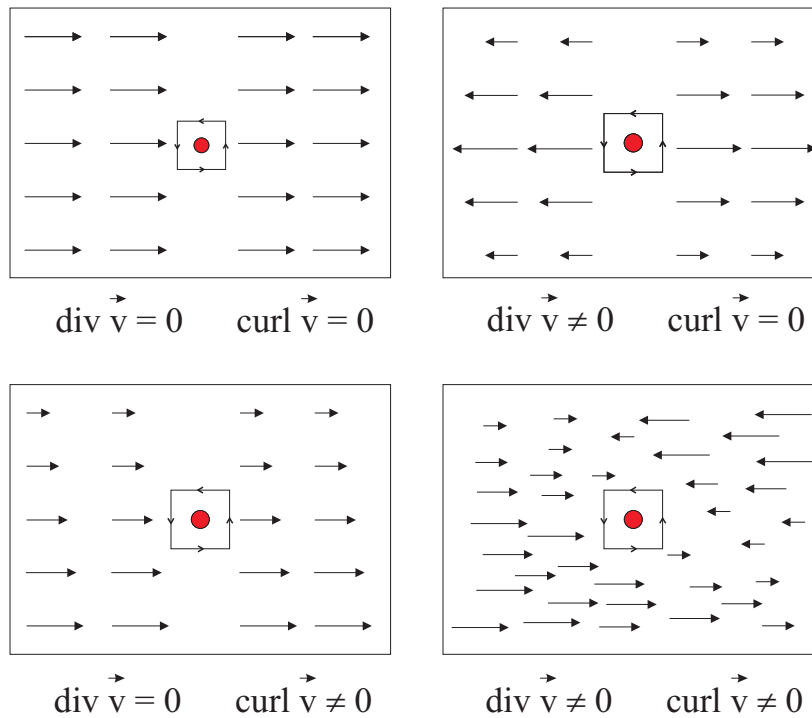 div v⃗ = 0 curl v⃗ = 0
div v⃗ ≠ 0 curl v⃗ = 0
div v⃗ = 0 curl v⃗ ≠ 0
div v⃗ ≠ 0 curl v⃗ ≠ 0